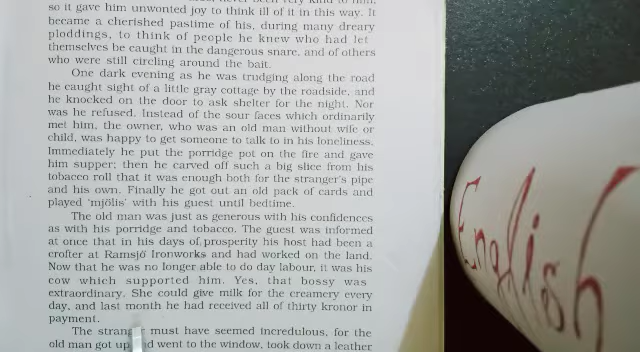 so it gave him unwonted joy to think ill of it in this way. It
became a cherished pastime of his, during many dreary
ploddings, to think of people he knew who had let
themselves be caught in the dangerous snare, and of others
who were still circling around the bait.
One dark evening as he was trudging along the road
he caught sight of a little gray cottage by the roadside, and
he knocked on the door to ask shelter for the night. Nor
was he refused. Instead of the sour faces which ordinarily
met him, the owner, who was an old man without wife or
child, was happy to get someone to talk to in his loneliness.
Immediately he put the porridge pot on the fire and gave
him supper; then he carved off such a big slice from his
tobacco roll that it was enough both for the stranger's pipe
and his own. Finally he got out an old pack of cards and
played 'mjölis' with his guest until bedtime.
The old man was just as generous with his confidences
as with his porridge and tobacco. The guest was informed
at once that in his days of prosperity his host had been a
crofter at Ramsjö Ironworks and had worked on the land.
Now that he was no longer able to do day labour, it was his
cow which supported him. Yes, that bossy was
extraordinary. She could give milk for the creamery every
day, and last month he had received all of thirty kronor in
payment.
The must have seemed incredulous, for the
old man got up went to the window, took down a leather
English